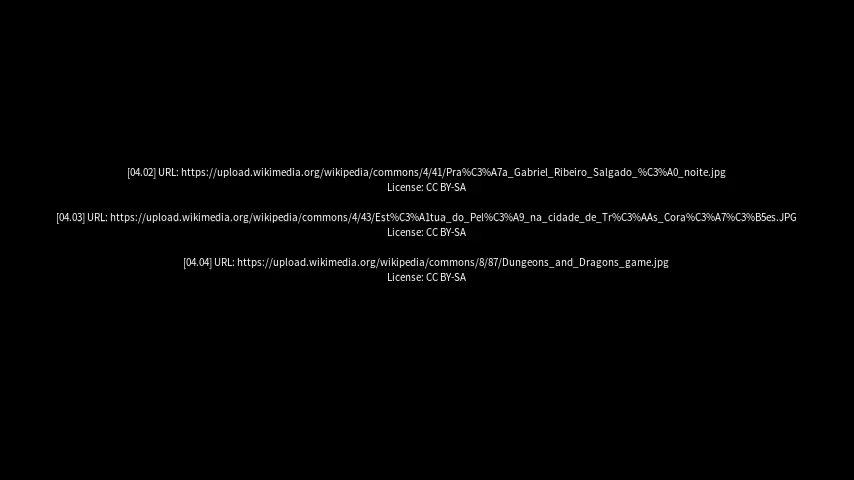 [04.02] URL: https://upload.wikimedia.org/wikipedia/commons/4/41/Pra%C3%A7a_Gabriel_Ribeiro_Salgado_%C3%A0_noite.jpg
License: CC BY-SA
[04.03] URL: https://upload.wikimedia.org/wikipedia/commons/4/43/Est%C3%A1tua_do_Pel%C3%A9_na_cidade_de_Tr%C3%AAs_Cora%C3%A7%C3%B5es.JPG
License: CC BY-SA
[04.04] URL: https://upload.wikimedia.org/wikipedia/commons/8/87/Dungeons_and_Dragons_game.jpg
License: CC BY-SA